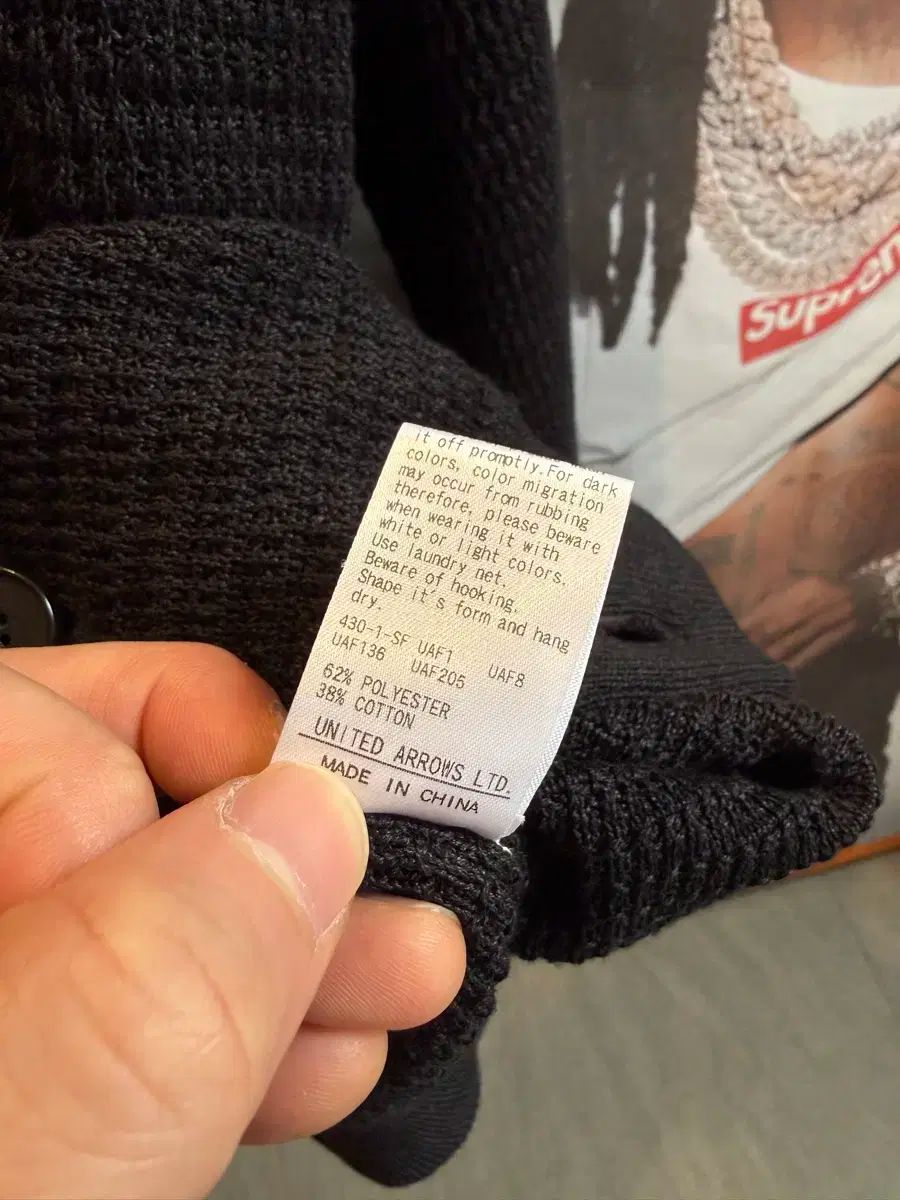 Supren
it off promptly.For dark
colors, color migration
may occur from rubbing
therefore, please beware
when wearing it with
white or light colors.
Use laundry net.
Beware of hooking.
Shape it's form and hang
dry.
430-1-SF UAF1 UAF8
UAF136 UAF205
62% POLYESTER
38% COTTON
UNITED ARROWS LTD.
MADE IN CHINA